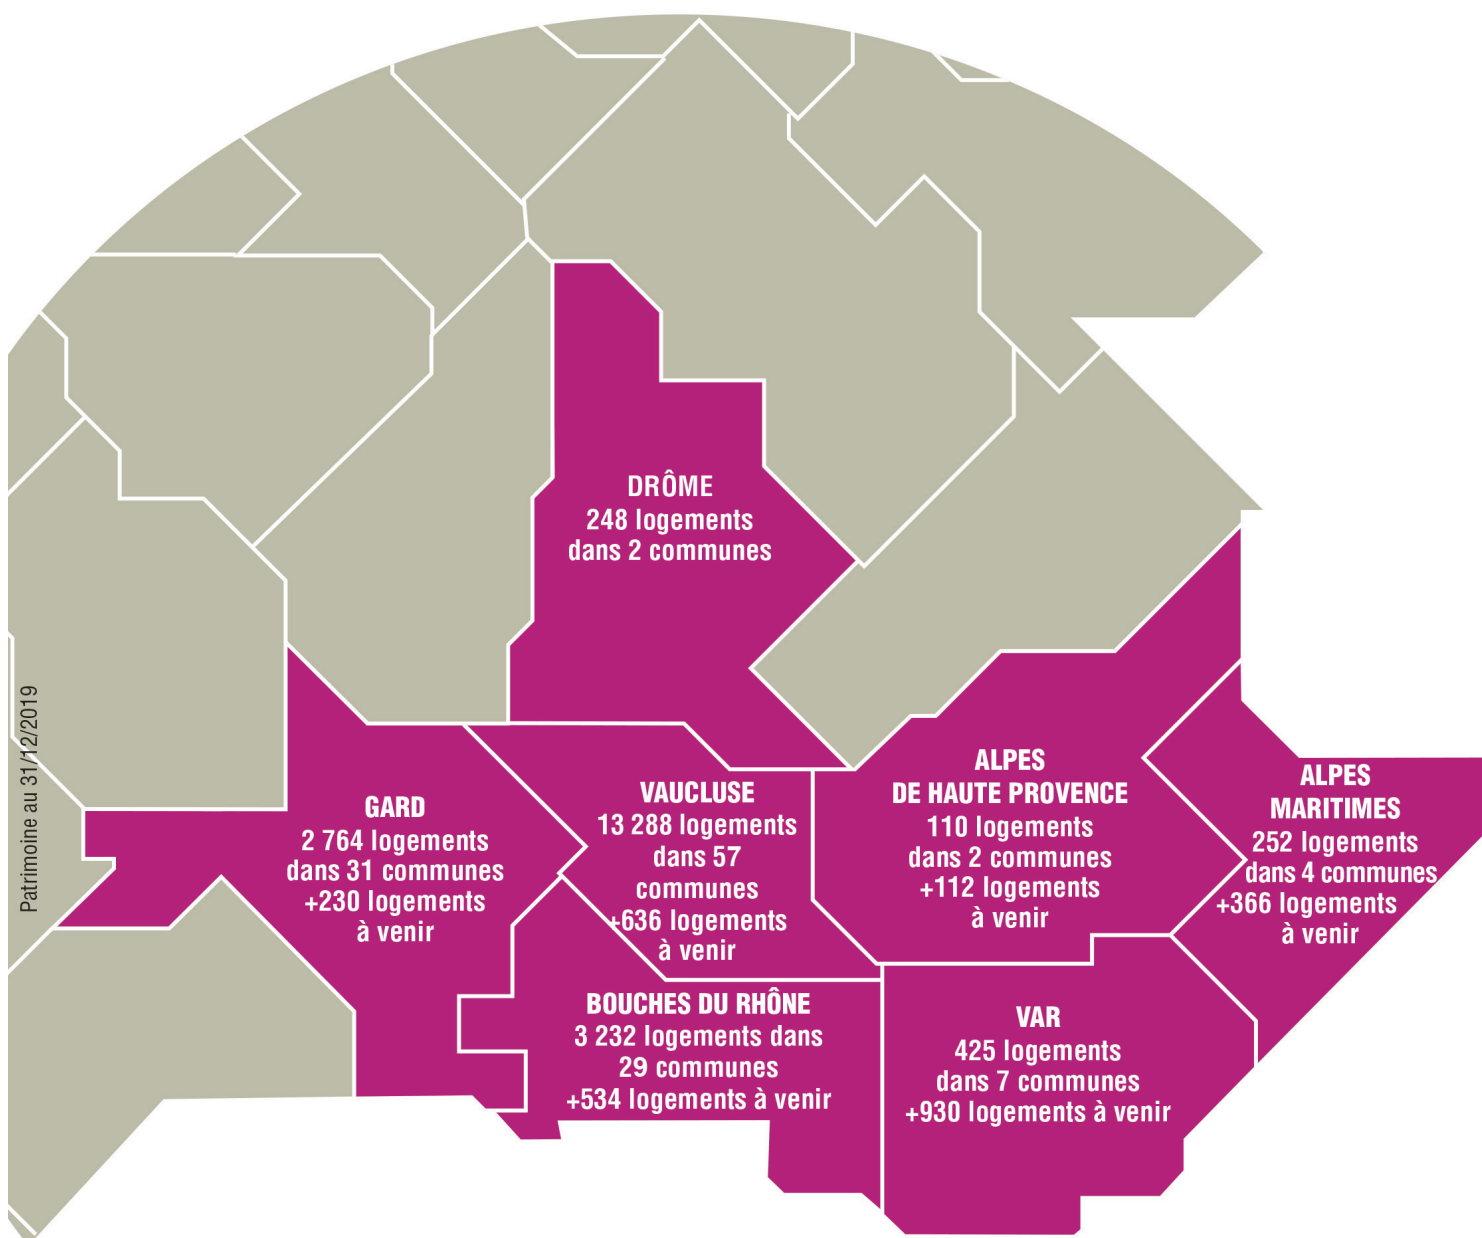 DRÔME
248 logements
dans 2 communes
GARD
2 764 logements
dans 31 communes
+230 logements
à venir
VAUCLUSE
13 288 logements
dans 57
communes
+636 logements
à venir
ALPES
DE HAUTE PROVENCE
110 logements
dans 2 communes
+112 logements
à venir
ALPES
MARITIMES
252 logements
dans 4 communes
+366 logements
à venir
BOUCHES DU RHÔNE
3 232 logements dans
29 communes
+534 logements à venir
VAR
425 logements
dans 7 communes
+930 logements à venir
Patrimoine au 31/12/2019